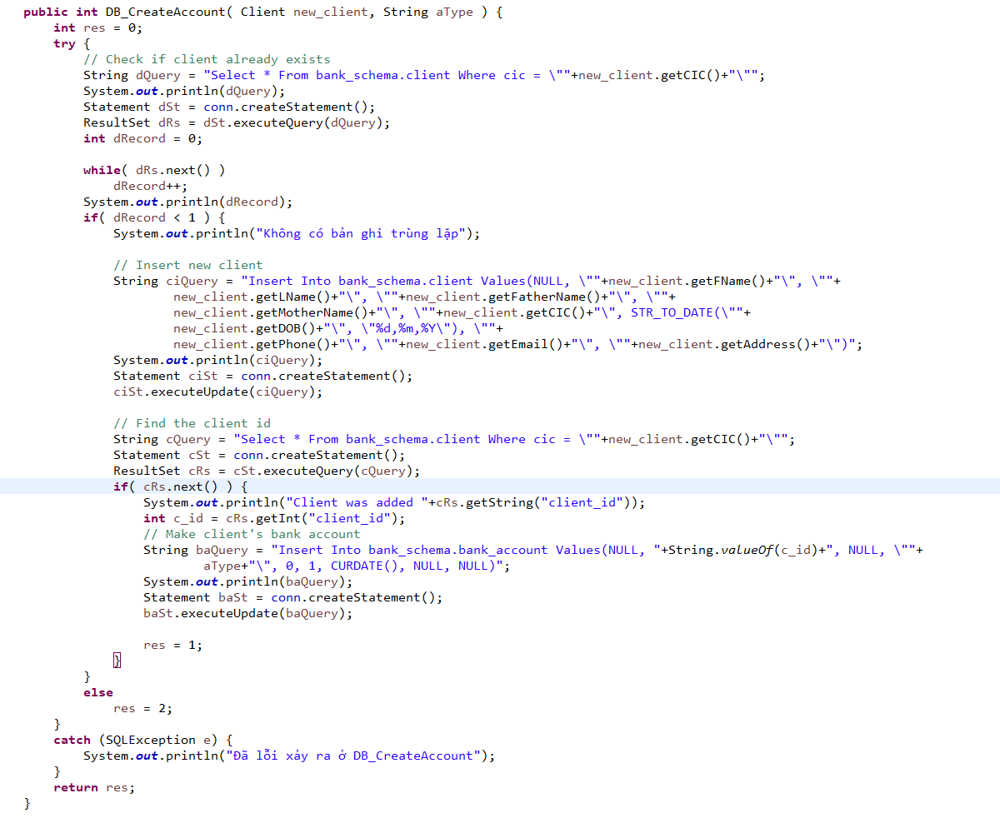 public int DB_CreateAccount( Client new_client, String aType ) {
int res = 0;
try {
// Check if client already exists
String dQuery = "Select * From bank_schema.client Where cic = \""+new_client.getCIC()+"\"";
System.out.println(dQuery);
Statement dSt = conn.createStatement();
ResultSet dRs = dSt.executeQuery(dQuery);
int dRecord = 0;
while( dRs.next() )
dRecord++;
System.out.println(dRecord);
if( dRecord < 1 ) {
System.out.println("Không có bản ghi trùng lặp");
// Insert new client
String ciQuery = "Insert Into bank_schema.client Values(NULL, \""+new_client.getFName()+"\", \""+
new_client.getLName()+"\", \""+new_client.getFatherName()+"\", \""+
new_client.getMotherName()+"\", \""+new_client.getCIC()+"\", STR_TO_DATE(\""+
new_client.getDOB()+"\", \"%d,%m,%Y\"), \""+
new_client.getPhone()+"\", \""+new_client.getEmail()+"\", \""+new_client.getAddress()+"\")";
System.out.println(ciQuery);
Statement ciSt = conn.createStatement();
ciSt.executeUpdate(ciQuery);
// Find the client id
String cQuery = "Select * From bank_schema.client Where cic = \""+new_client.getCIC()+"\"";
Statement cSt = conn.createStatement();
ResultSet cRs = cSt.executeQuery(cQuery);
if( cRs.next() ) {
System.out.println("Client was added "+cRs.getString("client_id"));
int c_id = cRs.getInt("client_id");
// Make client's bank account
String baQuery = "Insert Into bank_schema.bank_account Values(NULL, "+String.valueOf(c_id)+", NULL, \""+
aType+"\", 0, 1, CURDATE(), NULL, NULL)";
System.out.println(baQuery);
Statement baSt = conn.createStatement();
baSt.executeUpdate(baQuery);
res = 1;
}
}
else
res = 2;
}
catch (SQLException e) {
System.out.println("Đã lỗi xảy ra ở DB_CreateAccount");
}
return res;
}